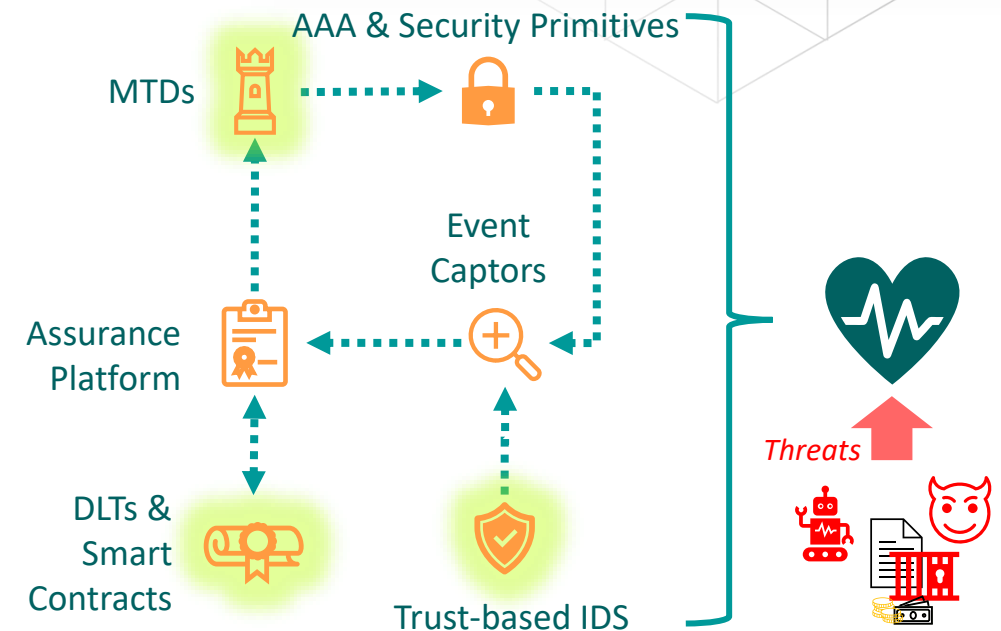 AAA & Security Primitives
MTDs
Event
Captors
Assurance
Platform
Threats
DLTs &
Smart
Contracts
Trust-based IDS